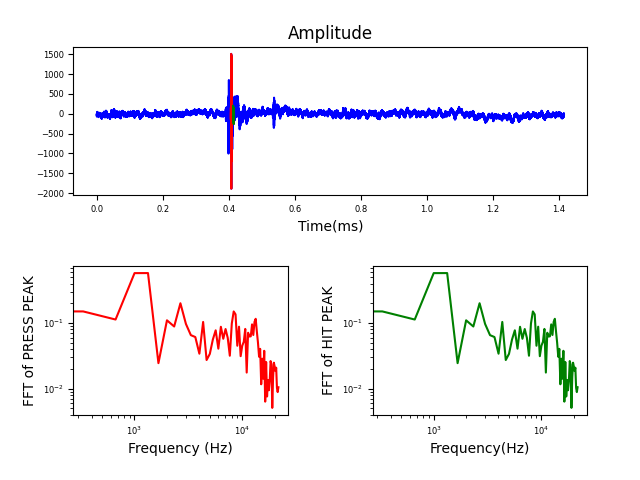 Amplitude
1500
1000
500
0
−500
−1000
−1500
−2000
0.0 0.2 0.4 0.6 0.8 1.0 1.2 1.4
Time(ms)
FFT of PRESS PEAK
10⁻¹
10⁻²
10³ 10⁴
Frequency (Hz)
FFT of HIT PEAK
10⁻¹
10⁻²
10³ 10⁴
Frequency(Hz)